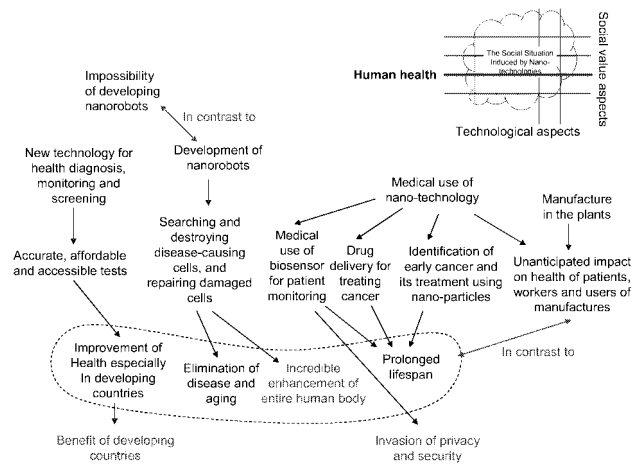 The Social Situation
Induced by Nano-
technologies
Social value aspects
Human health
Technological aspects
Impossibility
of developing
nanorobots
In contrast to
New technology for
health diagnosis,
monitoring and
screening
Development of
nanorobots
Medical use of
nano-technology
Manufacture
in the plants
Accurate, affordable
and accessible tests
Searching and
destroying
disease-causing
cells, and
repairing damaged
cells
Medical
use of
biosensor
for patient
monitoring
Drug
delivery for
treating
cancer
Identification of
early cancer and
its treatment using
nano-particles
Unanticipated impact
on health of patients,
workers and users of
manufactures
Improvement of
Health especially
In developing
countries
Elimination of
disease and
aging
Incredible
enhancement of
entire human body
Prolonged
lifespan
In contrast to
Benefit of developing
countries
Invasion of privacy
and security